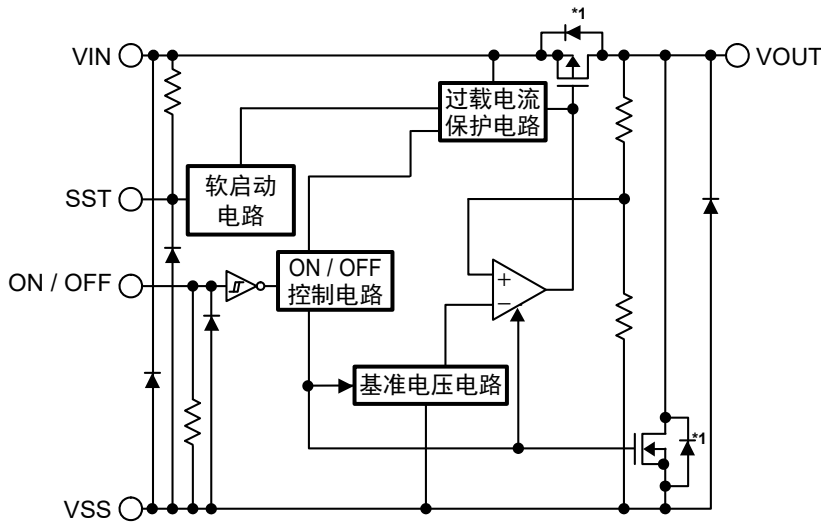 *1
VIN
VOUT
过载电流
保护电路
SST
软启动
电路
ON / OFF
ON / OFF
控制电路
+
−
基准电压电路
*1
VSS